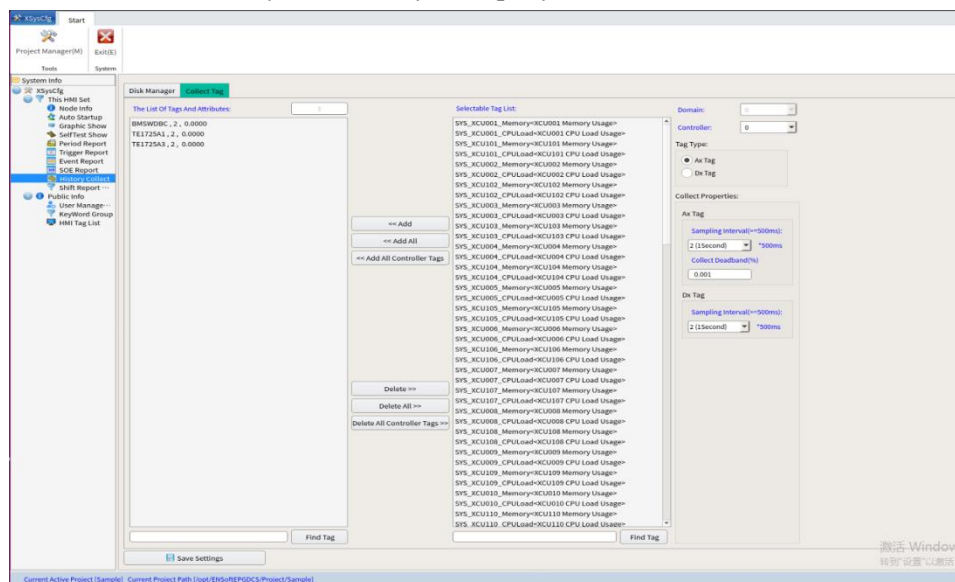 XSysCfg
Start
Project Manager(M)
Exit(E)
Tools
System
System Info
XSysCfg
This HMI Set
Node Info
Auto Startup
Graphic Show
SelfTest Show
Period Report
Trigger Report
Event Report
SOE Report
History Collect
Shift Report ···
Public Info
User Manage···
KeyWord Group
HMI Tag List
Disk Manager
Collect Tag
The List Of Tags And Attributes:
BMSWDBC , 2 , 0.0000
TE1725A1 , 2 , 0.0000
TE1725A3 , 2 , 0.0000
Find Tag
<< Add
<< Add All
<< Add All Controller Tags
Delete >>
Delete All >>
Delete All Controller Tags >>
Selectable Tag List:
SYS_XCU001_Memory<XCU001 Memory Usage>
SYS_XCU001_CPULoad<XCU001 CPU Load Usage>
SYS_XCU101_Memory<XCU101 Memory Usage>
SYS_XCU101_CPULoad<XCU101 CPU Load Usage>
SYS_XCU002_Memory<XCU002 Memory Usage>
SYS_XCU002_CPULoad<XCU002 CPU Load Usage>
SYS_XCU102_Memory<XCU102 Memory Usage>
SYS_XCU102_CPULoad<XCU102 CPU Load Usage>
SYS_XCU003_Memory<XCU003 Memory Usage>
SYS_XCU003_CPULoad<XCU003 CPU Load Usage>
SYS_XCU103_Memory<XCU103 Memory Usage>
SYS_XCU103_CPULoad<XCU103 CPU Load Usage>
SYS_XCU004_Memory<XCU004 Memory Usage>
SYS_XCU004_CPULoad<XCU004 CPU Load Usage>
SYS_XCU104_Memory<XCU104 Memory Usage>
SYS_XCU104_CPULoad<XCU104 CPU Load Usage>
SYS_XCU005_Memory<XCU005 Memory Usage>
SYS_XCU005_CPULoad<XCU005 CPU Load Usage>
SYS_XCU105_Memory<XCU105 Memory Usage>
SYS_XCU105_CPULoad<XCU105 CPU Load Usage>
SYS_XCU006_Memory<XCU006 Memory Usage>
SYS_XCU006_CPULoad<XCU006 CPU Load Usage>
SYS_XCU106_Memory<XCU106 Memory Usage>
SYS_XCU106_CPULoad<XCU106 CPU Load Usage>
SYS_XCU007_Memory<XCU007 Memory Usage>
SYS_XCU007_CPULoad<XCU007 CPU Load Usage>
SYS_XCU107_Memory<XCU107 Memory Usage>
SYS_XCU107_CPULoad<XCU107 CPU Load Usage>
SYS_XCU008_Memory<XCU008 Memory Usage>
SYS_XCU008_CPULoad<XCU008 CPU Load Usage>
SYS_XCU108_Memory<XCU108 Memory Usage>
SYS_XCU108_CPULoad<XCU108 CPU Load Usage>
SYS_XCU009_Memory<XCU009 Memory Usage>
SYS_XCU009_CPULoad<XCU009 CPU Load Usage>
SYS_XCU109_Memory<XCU109 Memory Usage>
SYS_XCU109_CPULoad<XCU109 CPU Load Usage>
SYS_XCU010_Memory<XCU010 Memory Usage>
SYS_XCU010_CPULoad<XCU010 CPU Load Usage>
SYS_XCU110_Memory<XCU110 Memory Usage>
SYS_XCU110_CPULoad<XCU110 CPU Load Usage>
Find Tag
Domain:
Controller: 0
Tag Type:
Ax Tag
Dx Tag
Collect Properties:
Ax Tag
Sampling Interval(>=500ms):
2 (1Second) *500ms
Collect Deadband(%)
0.001
Dx Tag
Sampling Interval(>=500ms):
2 (1Second) *500ms
Save Settings
激活 Window
转到"设置"以激活
Current Active Project [Sample] Current Project Path [/opt/ENSoftEPGDCS/Project/Sample]